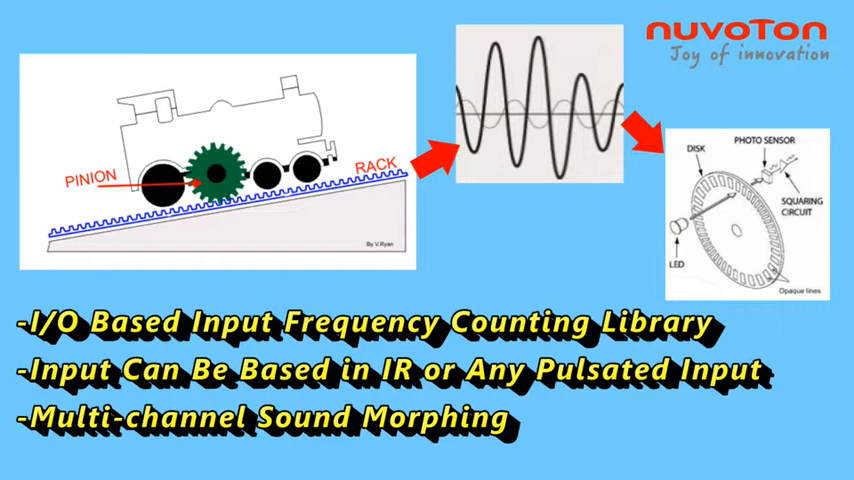 nuvoTon
Joy of innovation
PINION
RACK
By V.Ryan
PHOTO SENSOR
DISK
SQUARING
CIRCUIT
LED
Opaque lines
-I/O Based Input Frequency Counting Library
-Input Can Be Based in IR or Any Pulsated Input
-Multi-channel Sound Morphing